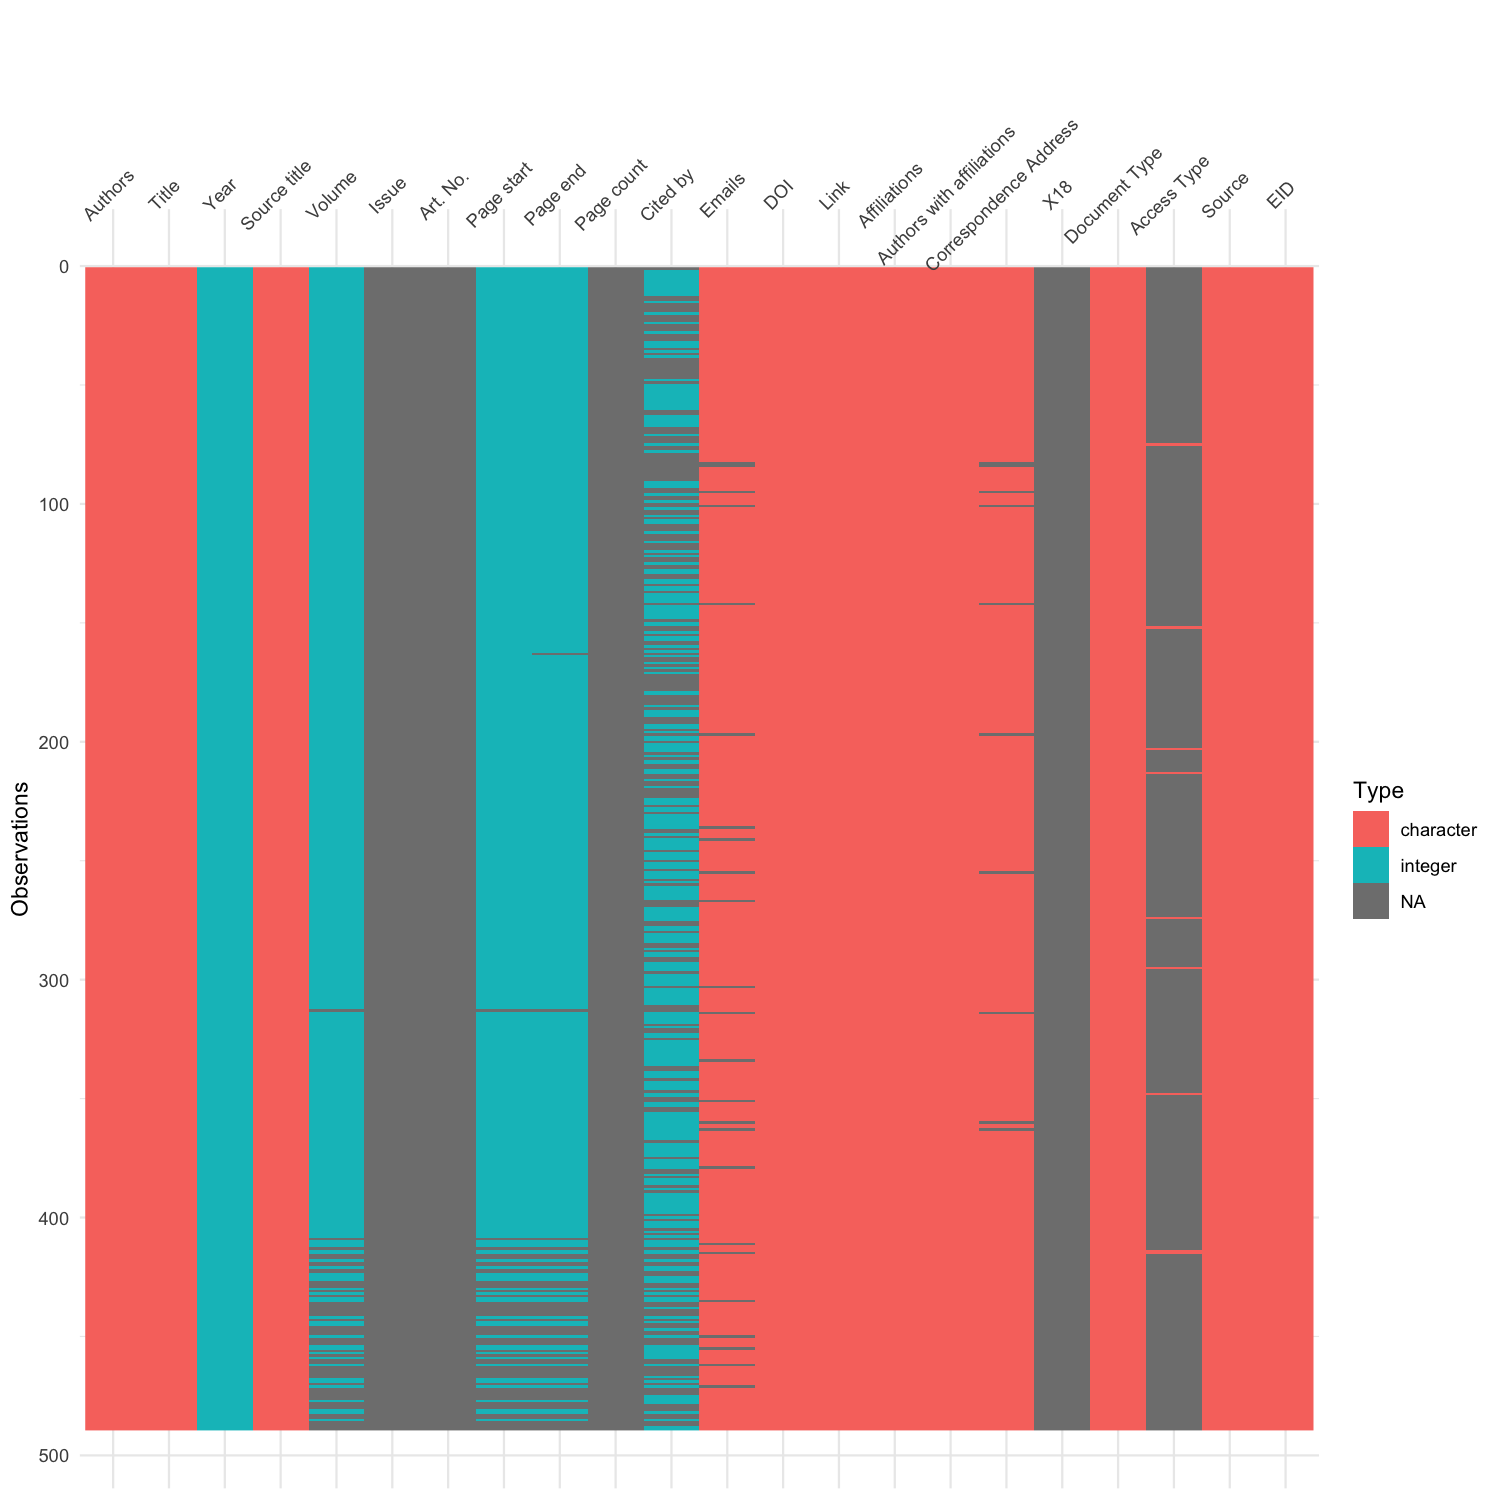 Authors
Title
Year
Source title
Volume
Issue
Art. No.
Page start
Page end
Page count
Cited by
Emails
DOI
Link
Affiliations
Authors with affiliations
Correspondence Address
X18
Document Type
Access Type
Source
EID
0
100
200
300
400
500
Observations
Type
character
integer
NA